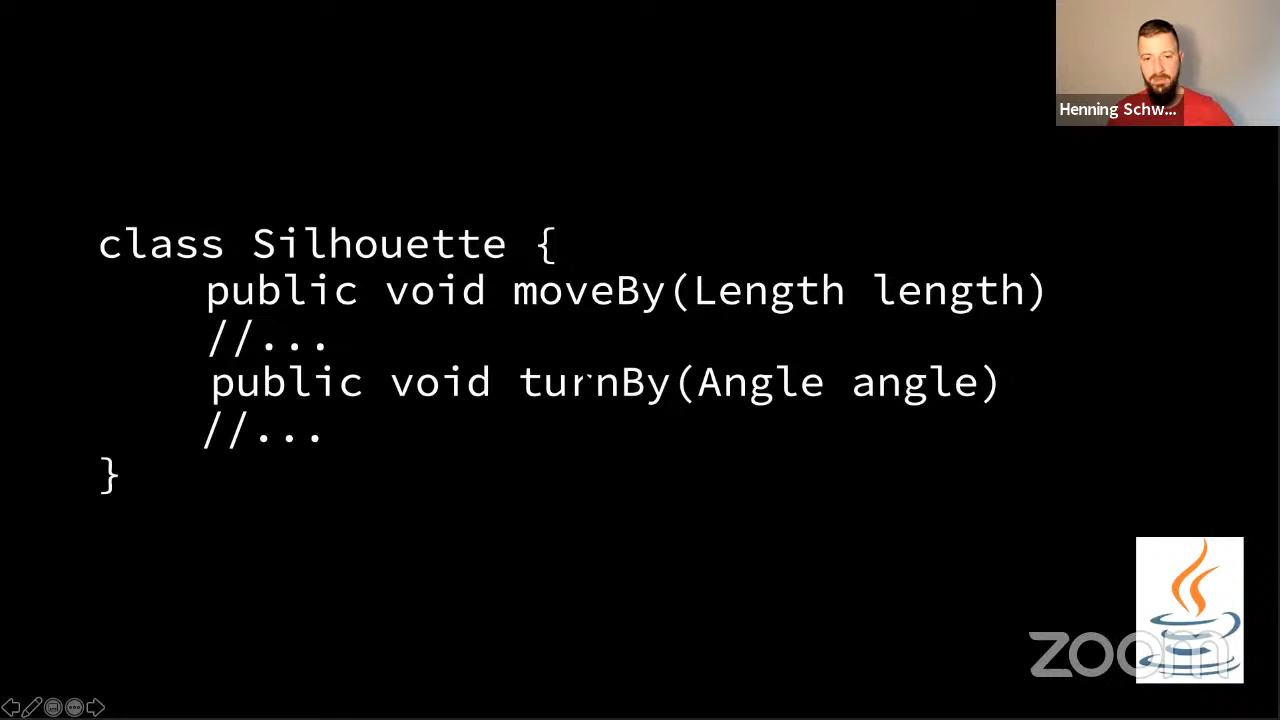 Henning Schw...
class Silhouette {
public void moveBy(Length length)
//...
public void turnBy(Angle angle)
//...
}
zoom